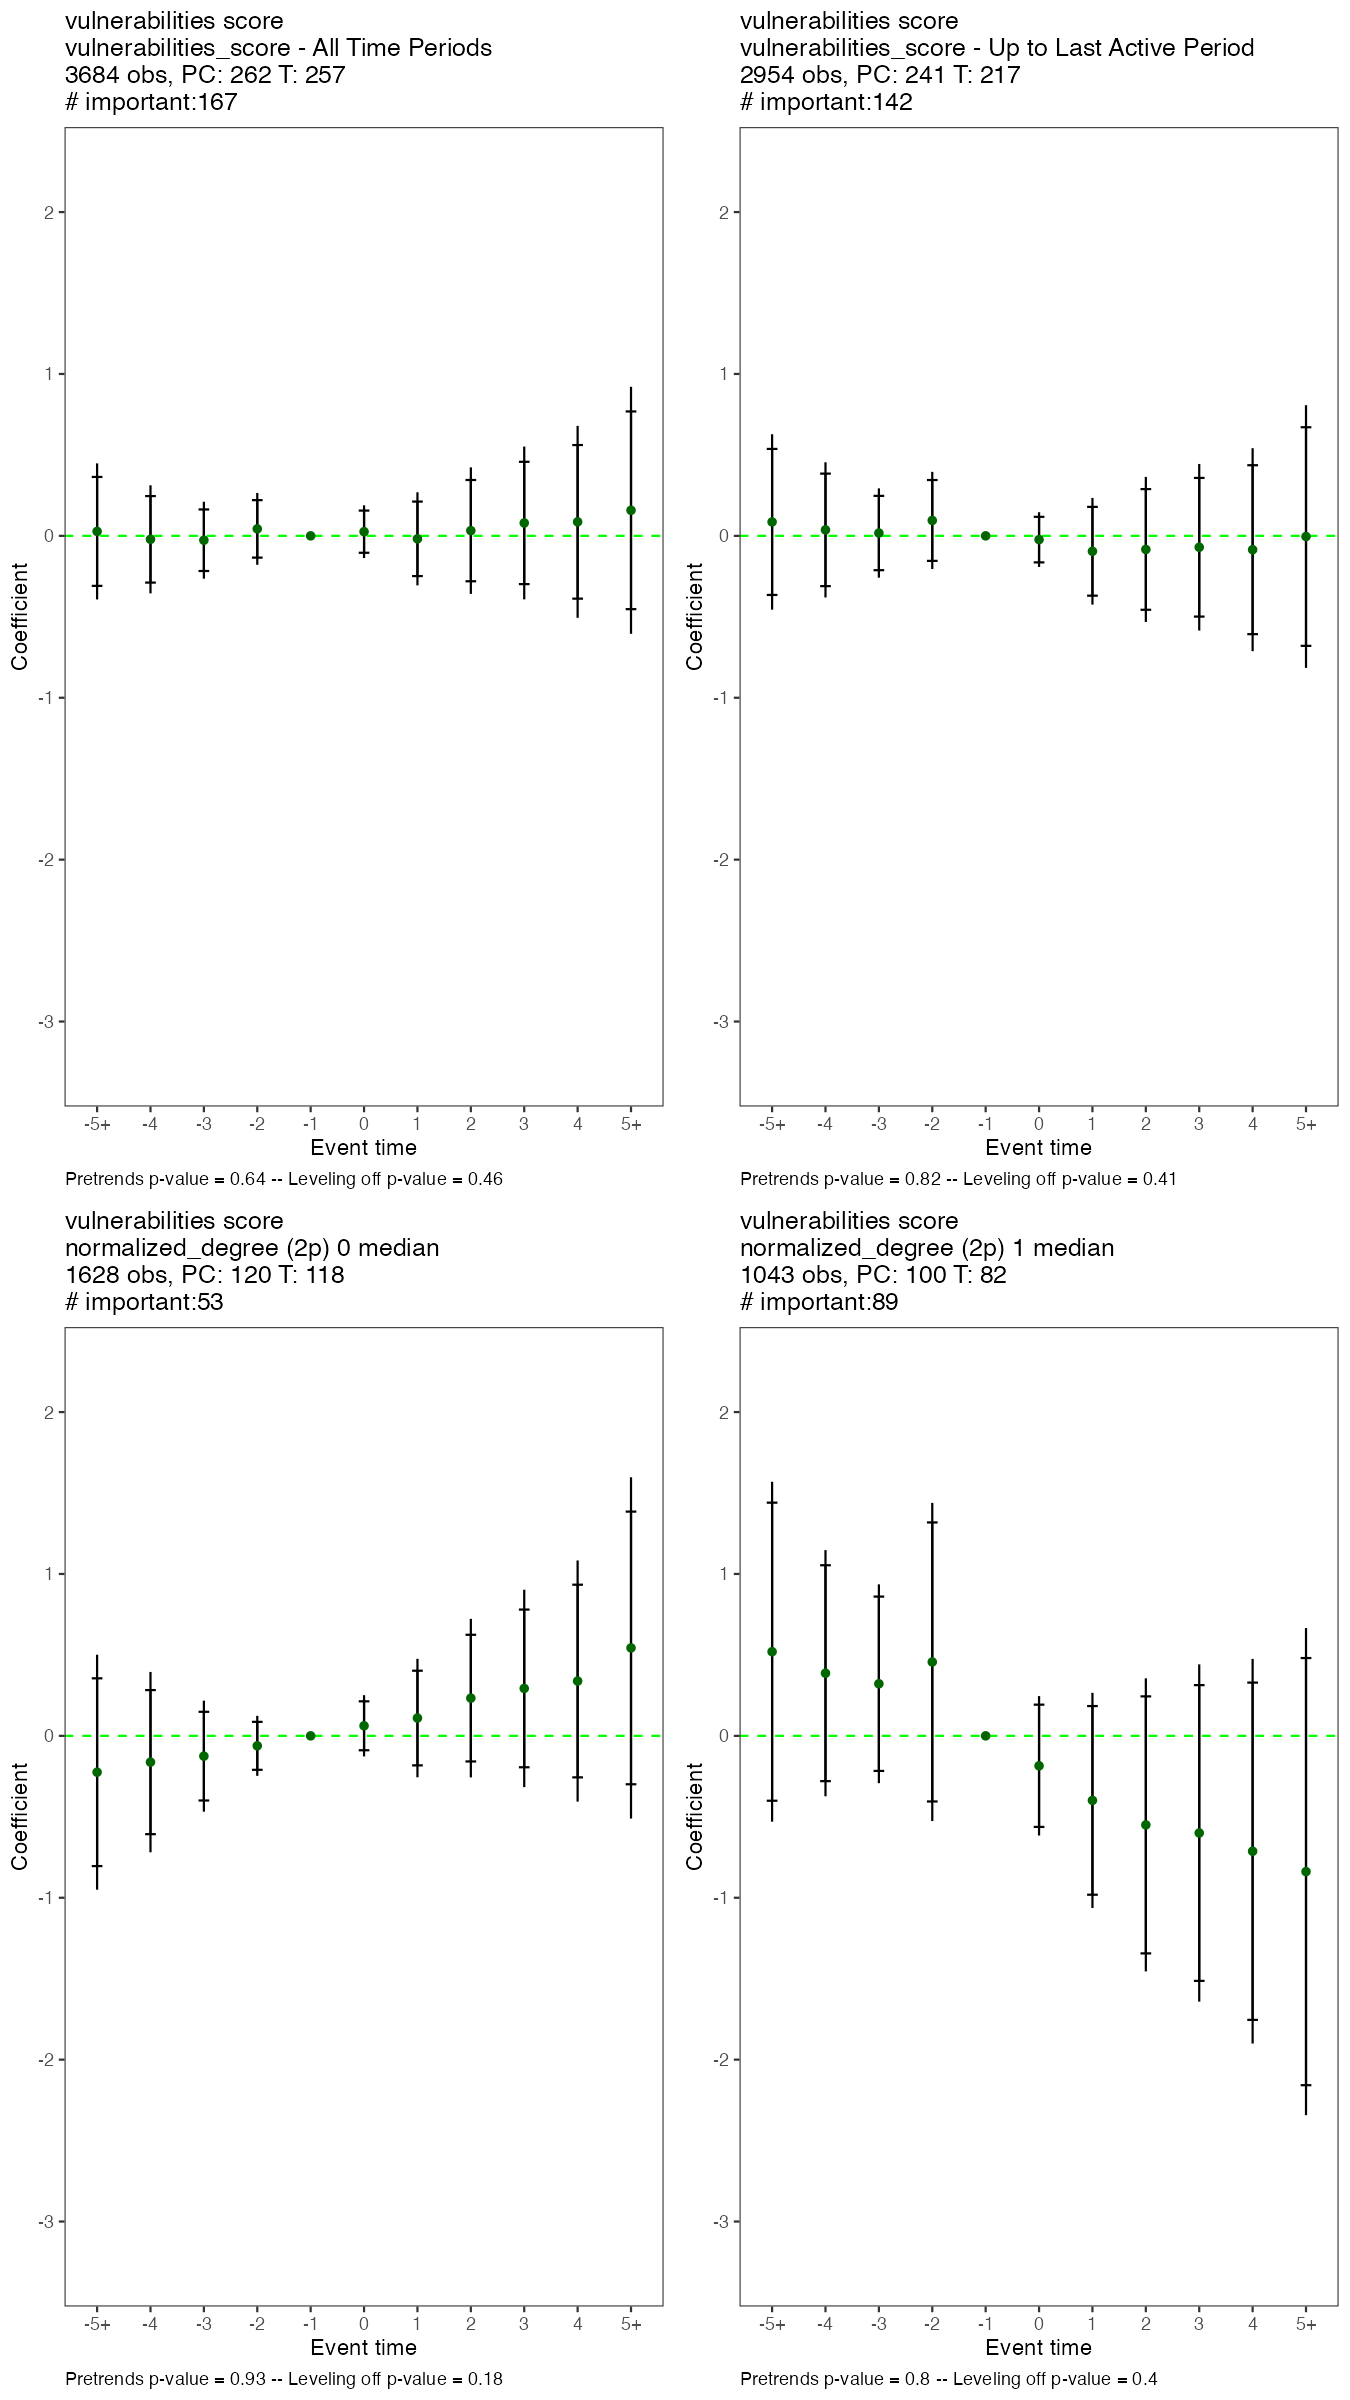 vulnerabilities score
vulnerabilities_score - All Time Periods
3684 obs, PC: 262 T: 257
# important:167
2
1
0
-1
-2
-3
Coefficient
-5+ -4 -3 -2 -1 0 1 2 3 4 5+
Event time
Pretrends p-value = 0.64 -- Leveling off p-value = 0.46
vulnerabilities score
vulnerabilities_score - Up to Last Active Period
2954 obs, PC: 241 T: 217
# important:142
2
1
0
-1
-2
-3
Coefficient
-5+ -4 -3 -2 -1 0 1 2 3 4 5+
Event time
Pretrends p-value = 0.82 -- Leveling off p-value = 0.41
vulnerabilities score
normalized_degree (2p) 0 median
1628 obs, PC: 120 T: 118
# important:53
2
1
0
-1
-2
-3
Coefficient
-5+ -4 -3 -2 -1 0 1 2 3 4 5+
Event time
Pretrends p-value = 0.93 -- Leveling off p-value = 0.18
vulnerabilities score
normalized_degree (2p) 1 median
1043 obs, PC: 100 T: 82
# important:89
2
1
0
-1
-2
-3
Coefficient
-5+ -4 -3 -2 -1 0 1 2 3 4 5+
Event time
Pretrends p-value = 0.8 -- Leveling off p-value = 0.4